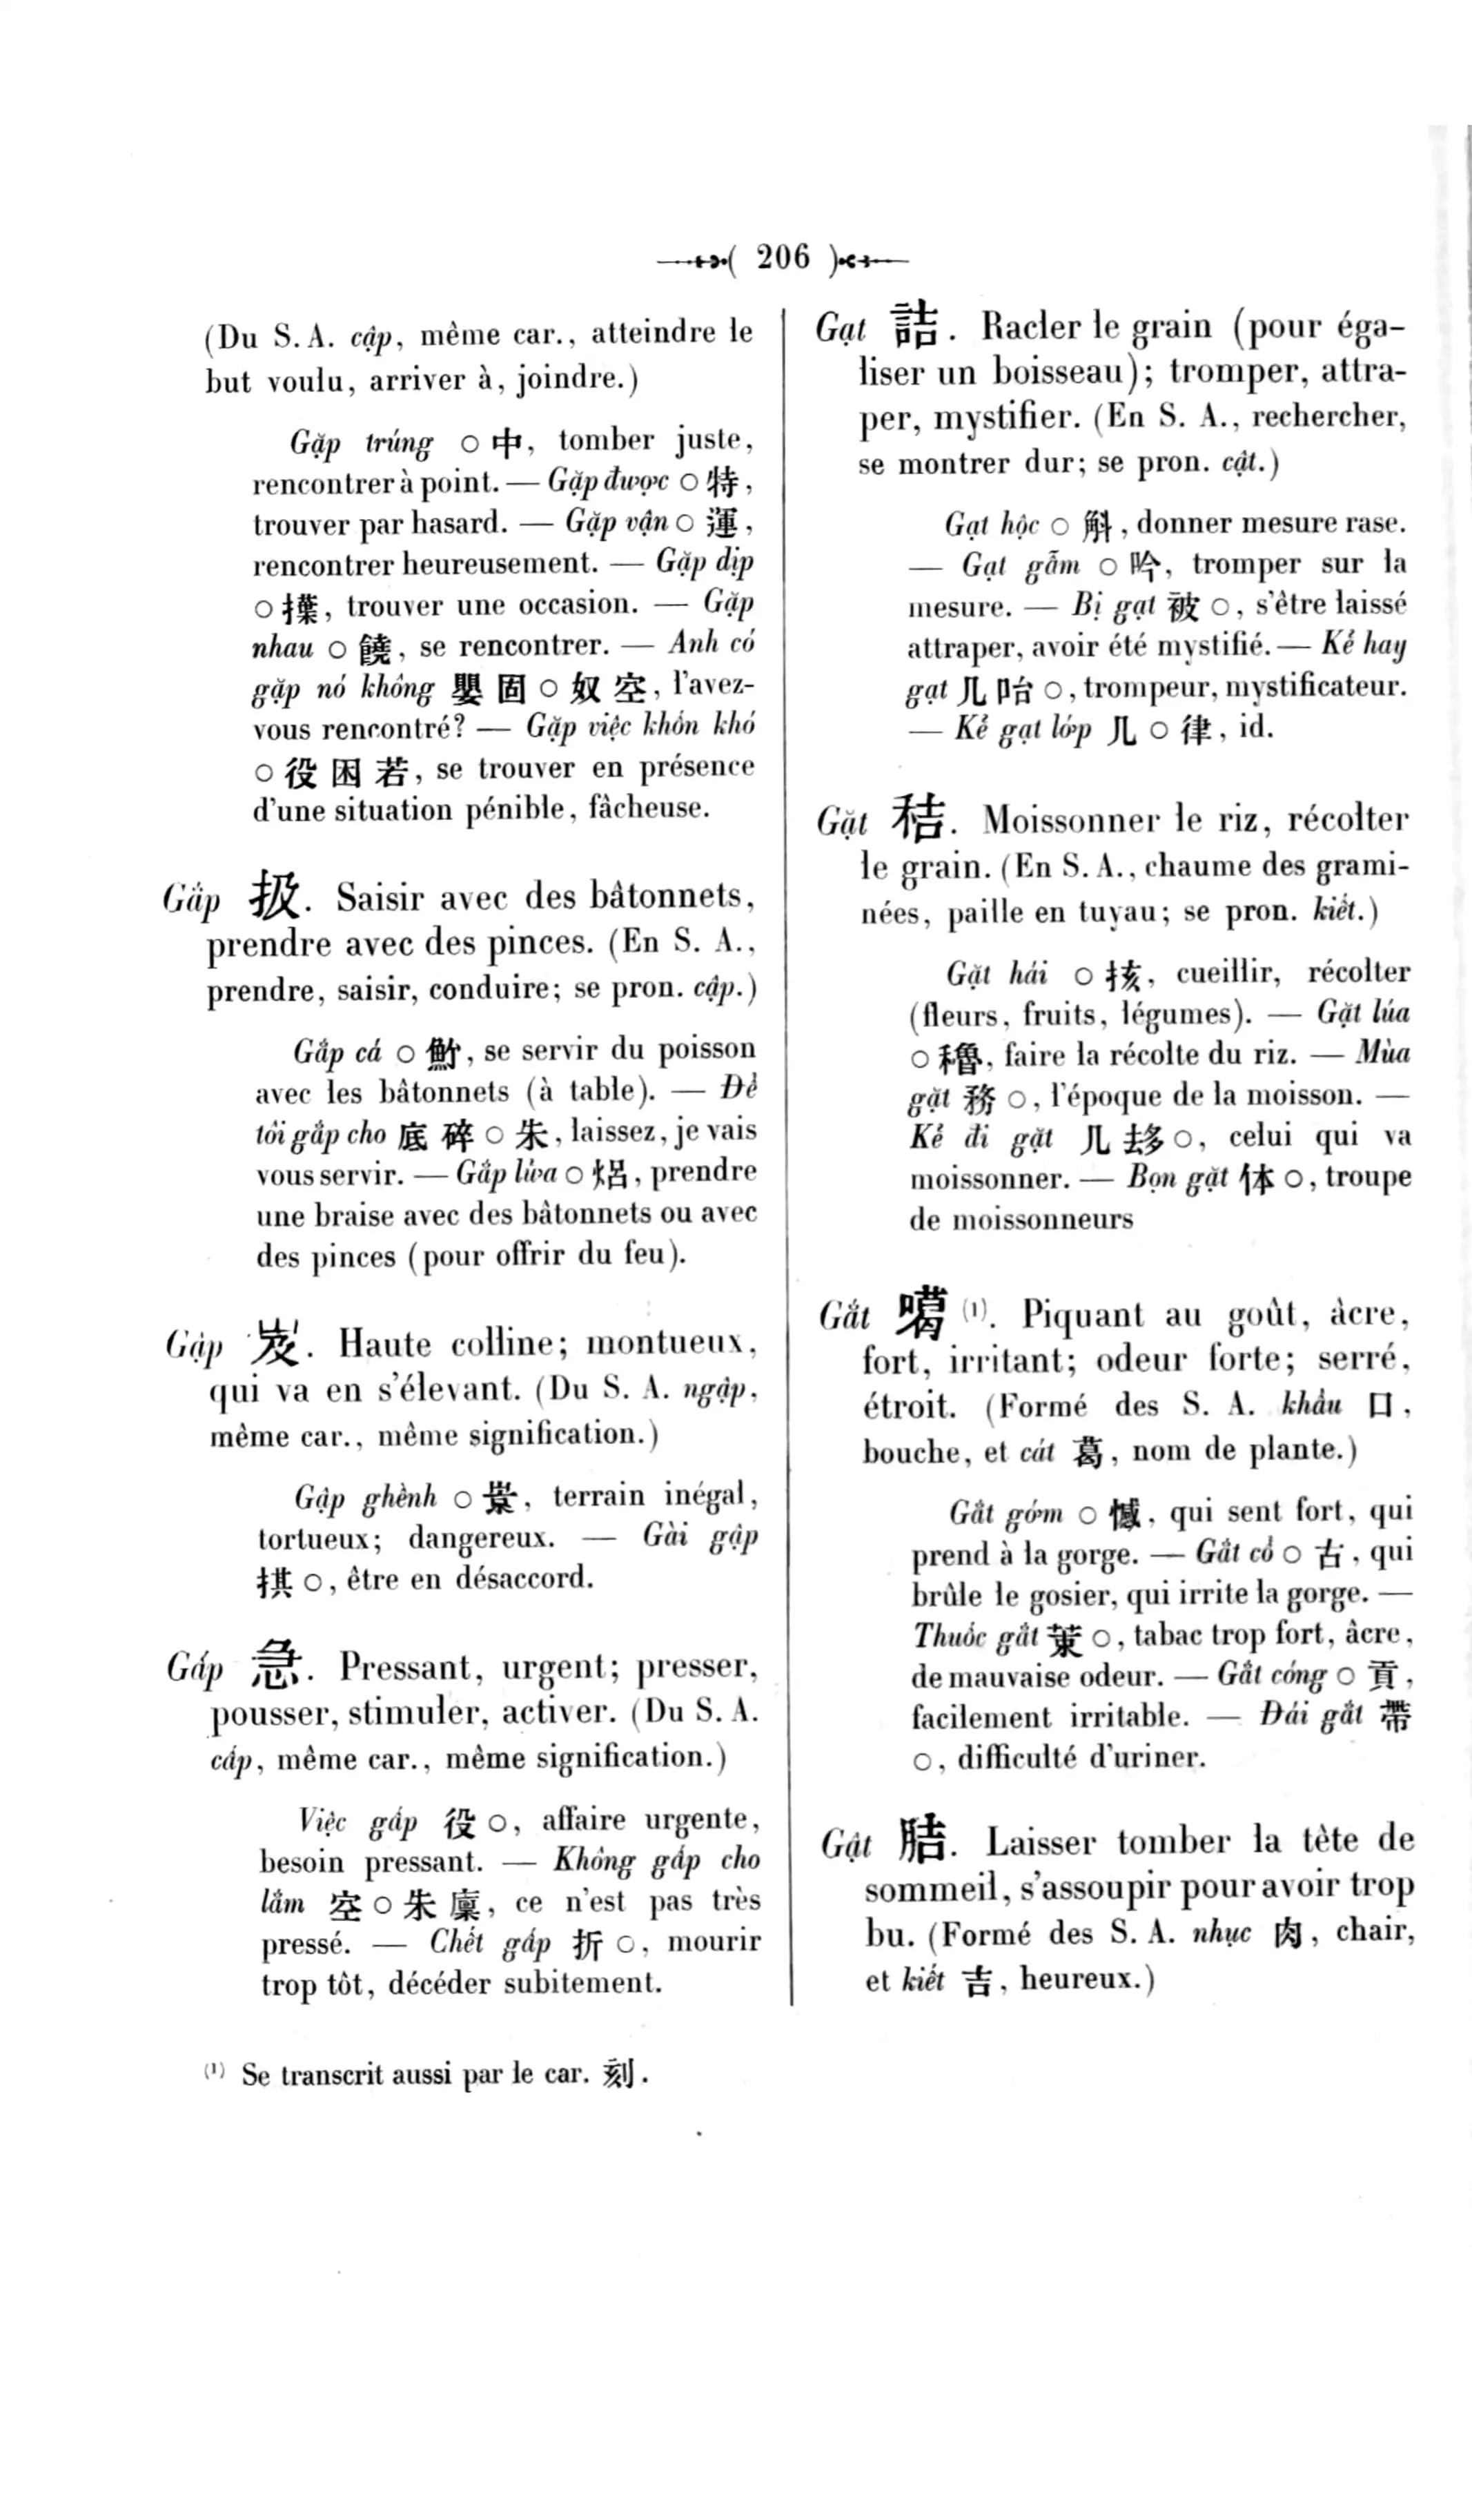 ( 206 )
(Du S. A. cập, même car., atteindre le
but voulu, arriver à, joindre.)
Gặp trúng ○ 中, tomber juste,
rencontrer à point. — Gặp được ○ 特,
trouver par hasard. — Gặp vận ○ 運,
rencontrer heureusement. — Gặp dịp
○ 擛, trouver une occasion. — Gặp
nhau ○ 饒, se rencontrer. — Anh có
gặp nó không 嬰 固 ○ 奴 空, l'avez-
vous rencontré? — Gặp việc khốn khó
○ 役 困 若, se trouver en présence
d'une situation pénible, fâcheuse.
Gắp 扱. Saisir avec des bâtonnets,
prendre avec des pinces. (En S. A.,
prendre, saisir, conduire; se pron. cập.)
Gắp cá ○, se servir du poisson
avec les bâtonnets (à table). — Để
tôi gắp cho 底 碎 ○ 朱, laissez, je vais
vous servir. — Gắp lửa ○ 焒, prendre
une braise avec des bâtonnets ou avec
des pinces (pour offrir du feu).
Gập 岌. Haute colline; montueux,
qui va en s'élevant. (Du S. A. ngập,
même car., même signification.)
Gập ghềnh ○, terrain inégal,
tortueux; dangereux. — Gài gập
掑 ○, être en désaccord.
Gấp 急. Pressant, urgent; presser,
pousser, stimuler, activer. (Du S. A.
cấp, même car., même signification.)
Việc gấp 役 ○, affaire urgente,
besoin pressant. — Không gấp cho
lắm 空 ○ 朱 廩, ce n'est pas très
pressé. — Chết gấp 折 ○, mourir
trop tôt, décéder subitement.
Gạt 詰. Racler le grain (pour éga-
liser un boisseau); tromper, attra-
per, mystifier. (En S. A., rechercher,
se montrer dur; se pron. cật.)
Gạt hộc ○ 斛, donner mesure rase.
— Gạt gẫm ○ 吟, tromper sur la
mesure. — Bị gạt 被 ○, s'être laissé
attraper, avoir été mystifié. — Kẻ hay
gạt 几 咍 ○, trompeur, mystificateur.
— Kẻ gạt lớp 几 ○ 律, id.
Gặt 秸. Moissonner le riz, récolter
le grain. (En S. A., chaume des grami-
nées, paille en tuyau; se pron. kiết.)
Gặt hái ○ 㧡, cueillir, récolter
(fleurs, fruits, légumes). — Gặt lúa
○ 穭, faire la récolte du riz. — Mùa
gặt 務 ○, l'époque de la moisson. —
Kẻ đi gặt 几 ○, celui qui va
moissonner. — Bọn gặt 体 ○, troupe
de moissonneurs
Gắt 噶 (1). Piquant au goût, âcre,
fort, irritant; odeur forte; serré,
étroit. (Formé des S. A. khẩu 口,
bouche, et cát 葛, nom de plante.)
Gắt góm ○ 憾, qui sent fort, qui
prend à la gorge. — Gắt cổ ○ 古, qui
brûle le gosier, qui irrite la gorge. —
Thuốc gắt ○, tabac trop fort, âcre,
de mauvaise odeur. — Gắt cóng ○ 貢,
facilement irritable. — Đái gắt 帶
○, difficulté d'uriner.
Gật 䏦. Laisser tomber la tête de
sommeil, s'assoupir pour avoir trop
bu. (Formé des S. A. nhục 肉, chair,
et kiết 吉, heureux.)
(1) Se transcrit aussi par le car. 刻.